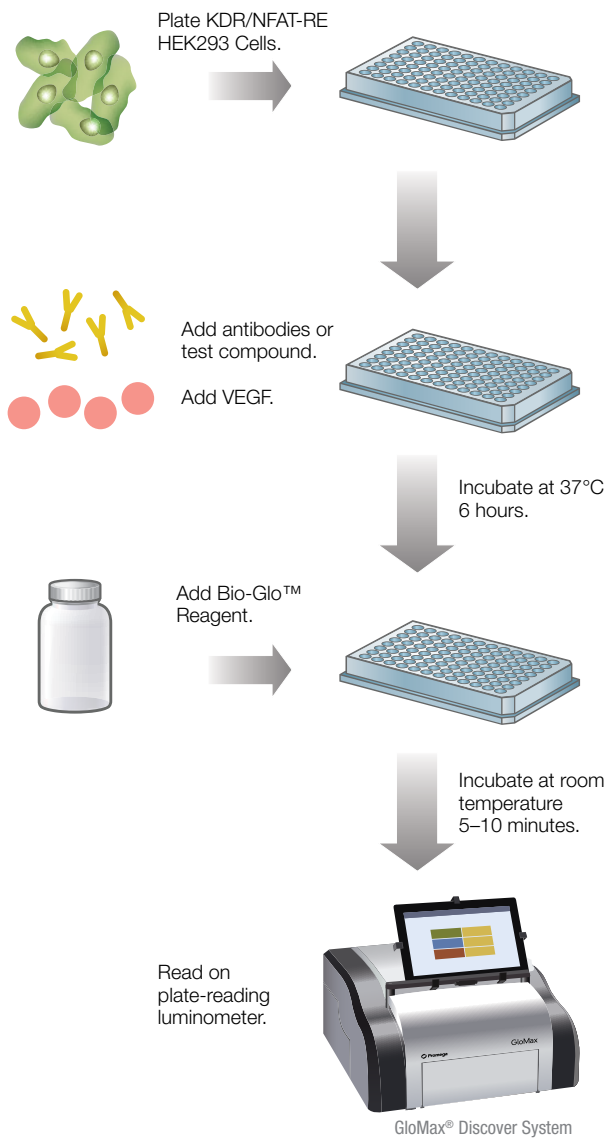 Plate KDR/NFAT-RE
HEK293 Cells.
Add antibodies or
test compound.
Add VEGF.
Incubate at 37°C
6 hours.
Add Bio-Glo™
Reagent.
Incubate at room
temperature
5–10 minutes.
Read on
plate-reading
luminometer.
Promega
GloMax
GloMax® Discover System